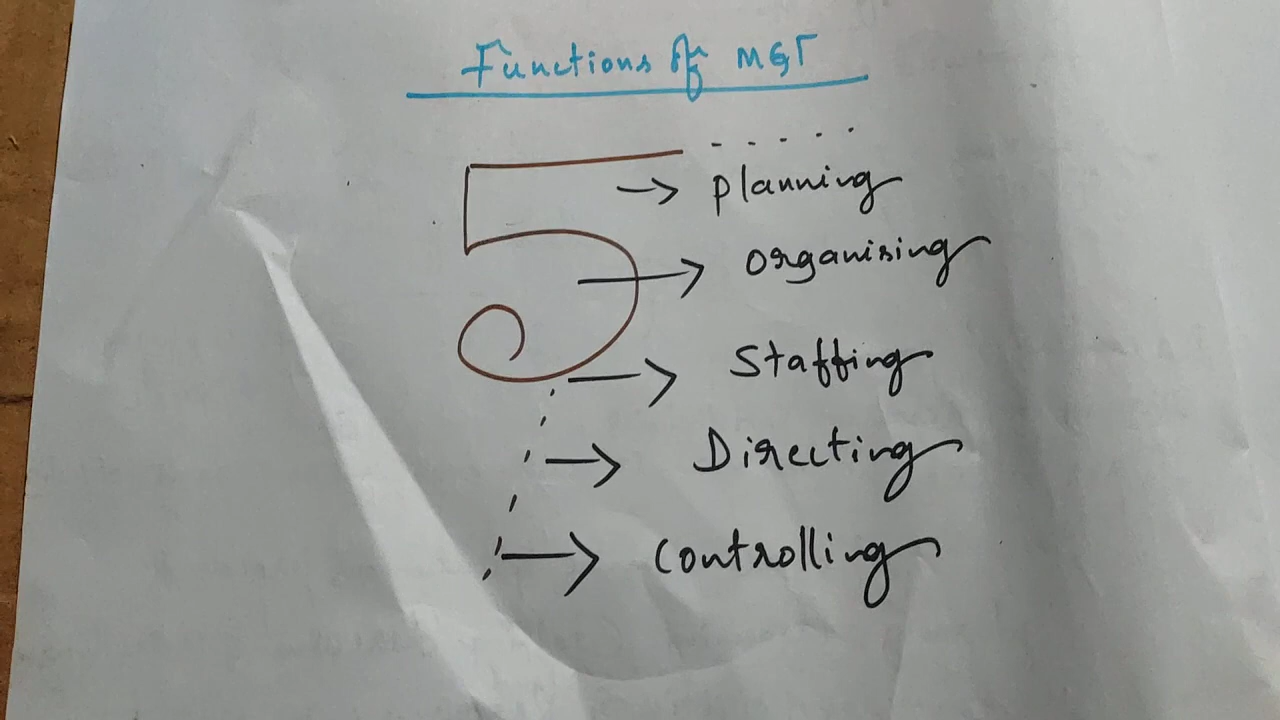 Functions of MGT
5
→ planning
→ organising
→ Staffing
→ Directing
→ controlling